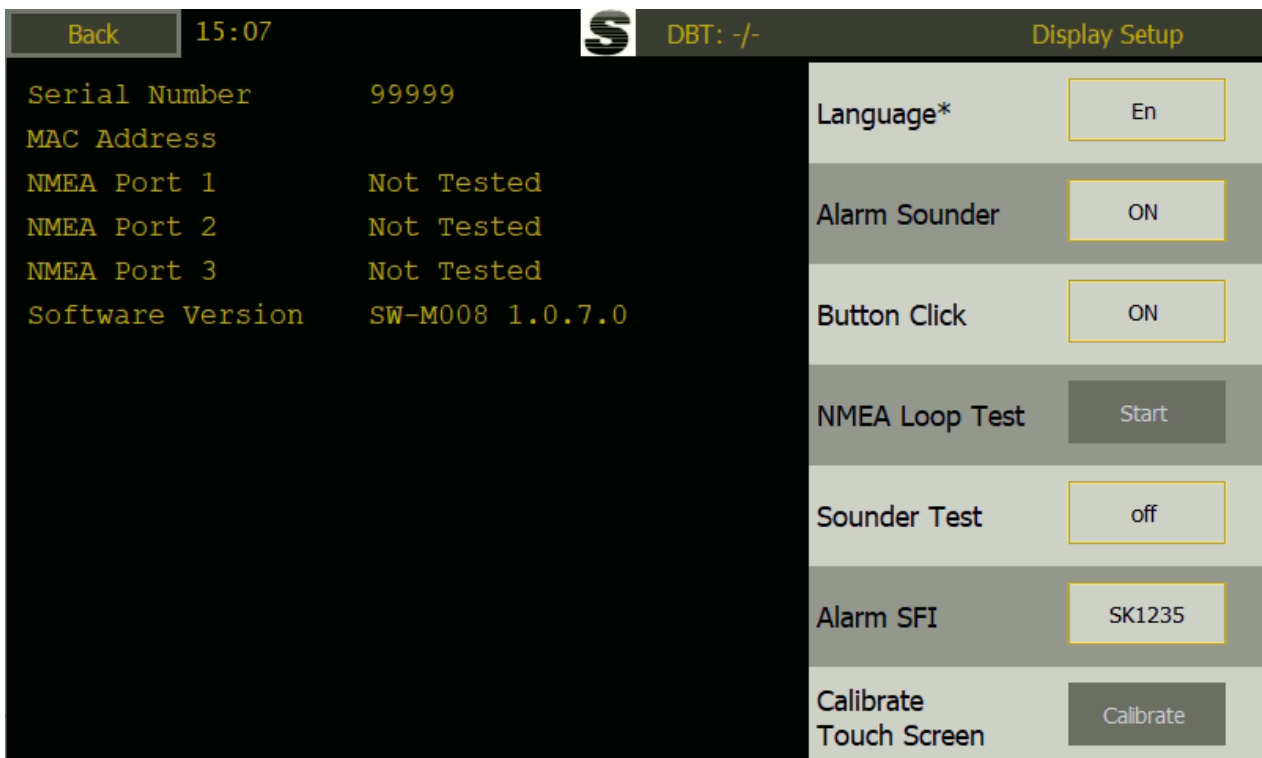 Back 15:07 S DBT: -/- Display Setup
Serial Number 99999
MAC Address
NMEA Port 1 Not Tested
NMEA Port 2 Not Tested
NMEA Port 3 Not Tested
Software Version SW-M008 1.0.7.0
Language* En
Alarm Sounder ON
Button Click ON
NMEA Loop Test Start
Sounder Test off
Alarm SFI SK1235
Calibrate
Touch Screen Calibrate